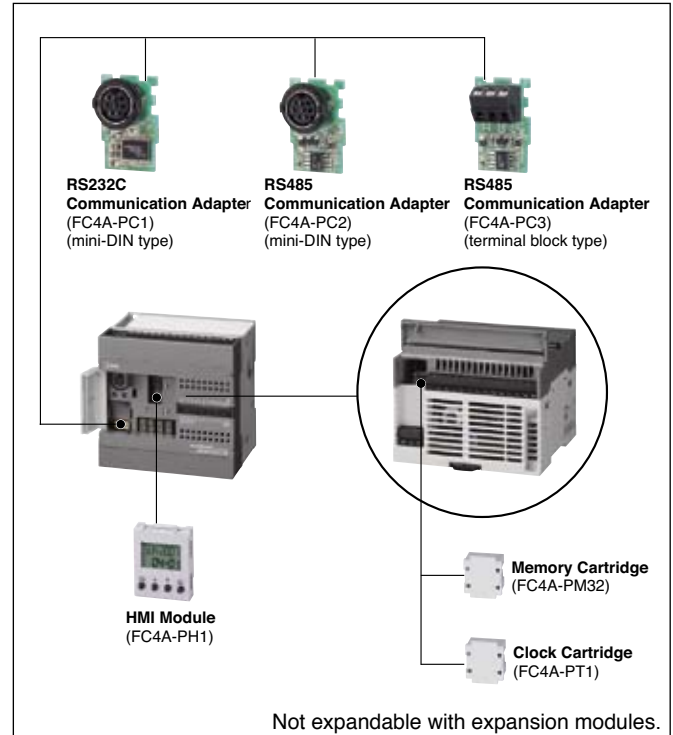 RS232C
Communication Adapter
(FC4A-PC1)
(mini-DIN type)
RS485
Communication Adapter
(FC4A-PC2)
(mini-DIN type)
RS485
Communication Adapter
(FC4A-PC3)
(terminal block type)
HMI Module
(FC4A-PH1)
Memory Cartridge
(FC4A-PM32)
Clock Cartridge
(FC4A-PT1)
Not expandable with expansion modules.